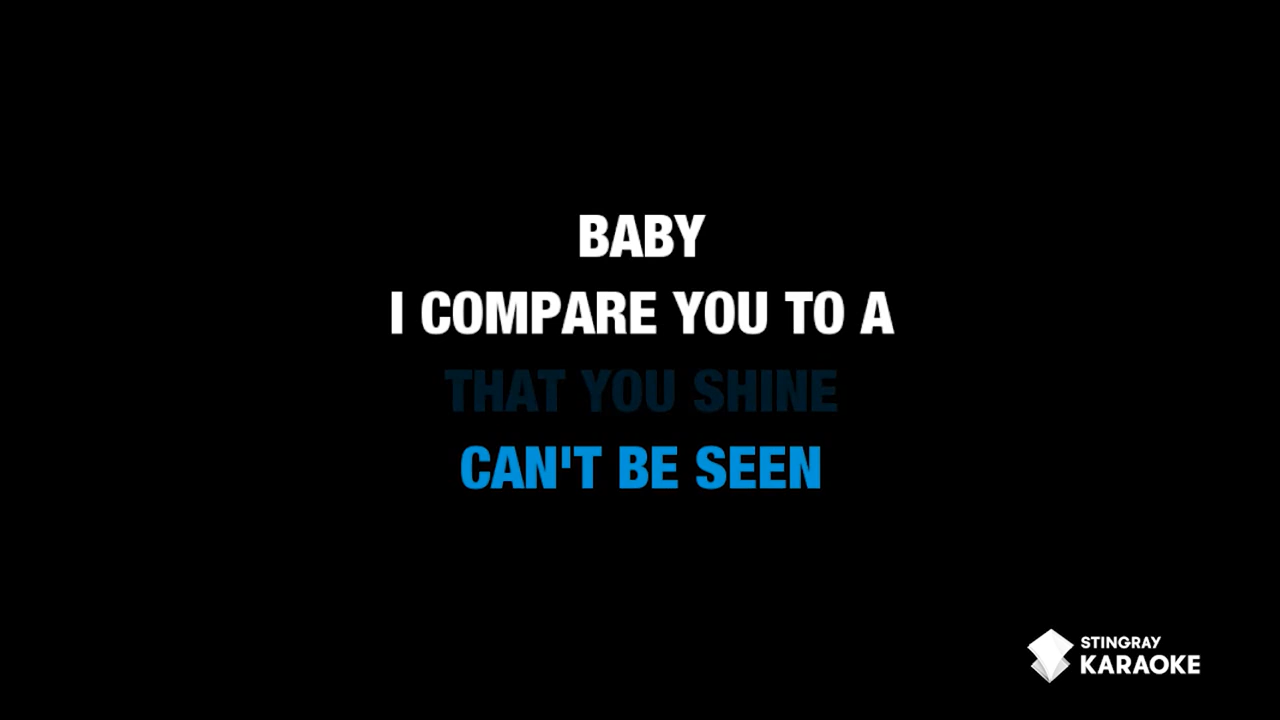 BABY
I COMPARE YOU TO A
THAT YOU SHINE
CAN'T BE SEEN
STINGRAY
KARAOKE